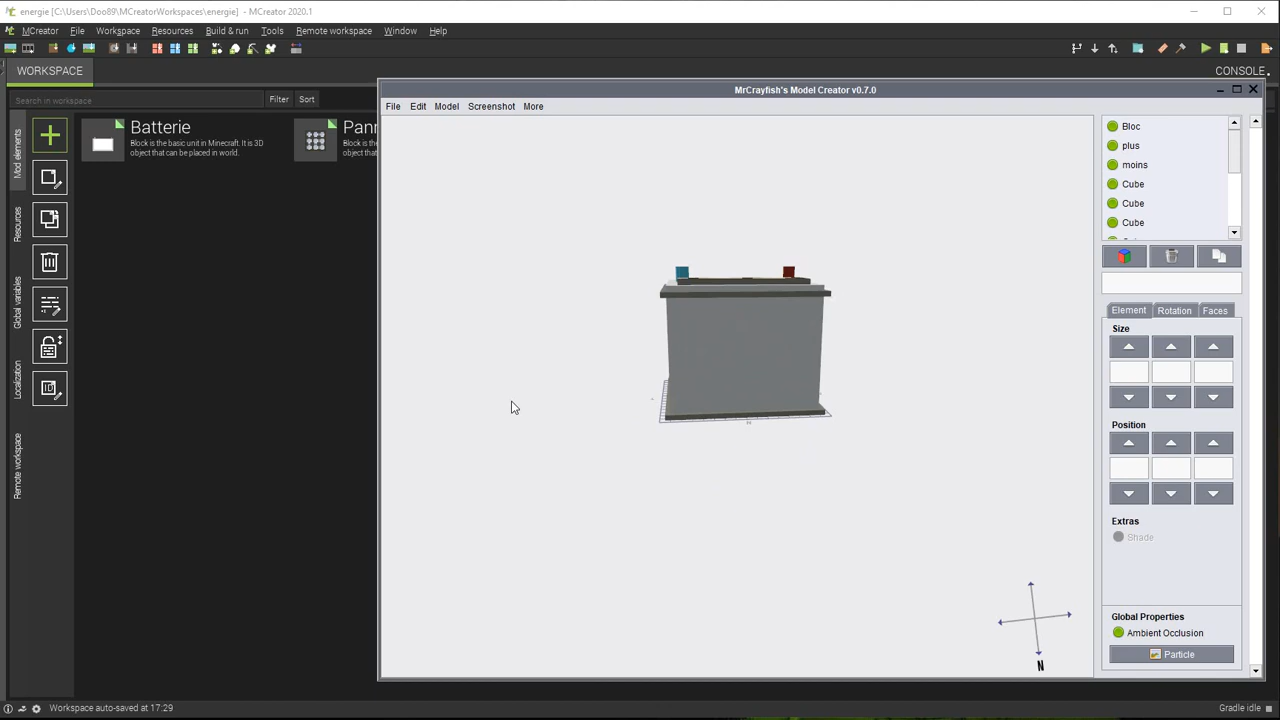 energie [C:\Users\Doo89\MCreatorWorkspaces\energie] - MCreator 2020.1
MCreator File Workspace Resources Build & run Tools Remote workspace Window Help
WORKSPACE
CONSOLE
Search in workspace
Filter Sort
Mod elements
Resources
Global variables
Localization
Remote workspace
Batterie
Block is the basic unit in Minecraft. It is 3D
object that can be placed in world.
Pann
Block is the
object that
MrCrayfish's Model Creator v0.7.0
File Edit Model Screenshot More
N
Bloc
plus
moins
Cube
Cube
Cube
Element Rotation Faces
Size
Position
Extras
Shade
Global Properties
Ambient Occlusion
Particle
Workspace auto-saved at 17:29
Gradle idle